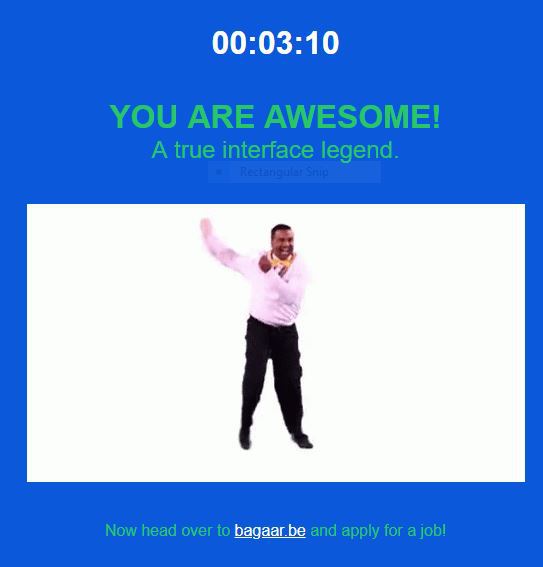 00:03:10
YOU ARE AWESOME!
A true interface legend.
Rectangular Snip
Now head over to bagaar.be and apply for a job!